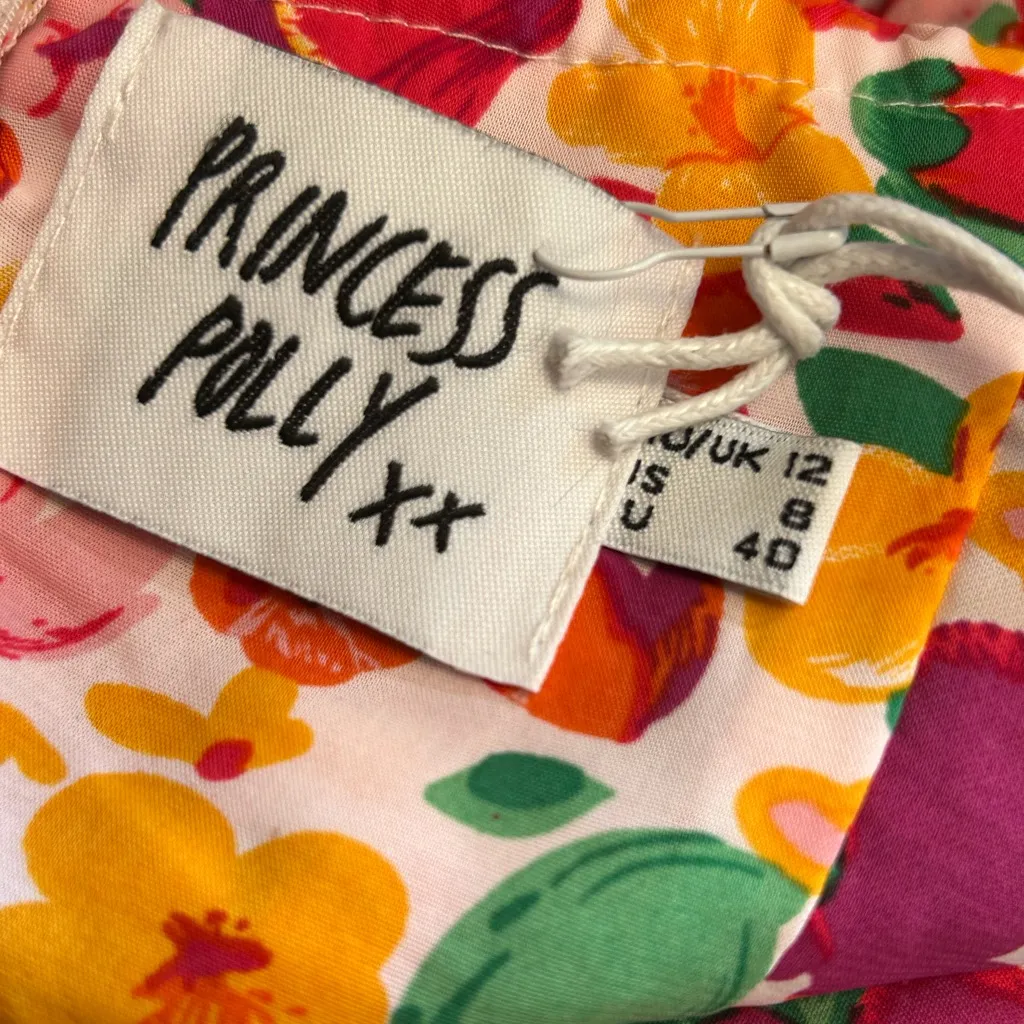 PRINCESS
POLLY
xx
/UK 12
S 8
U 40